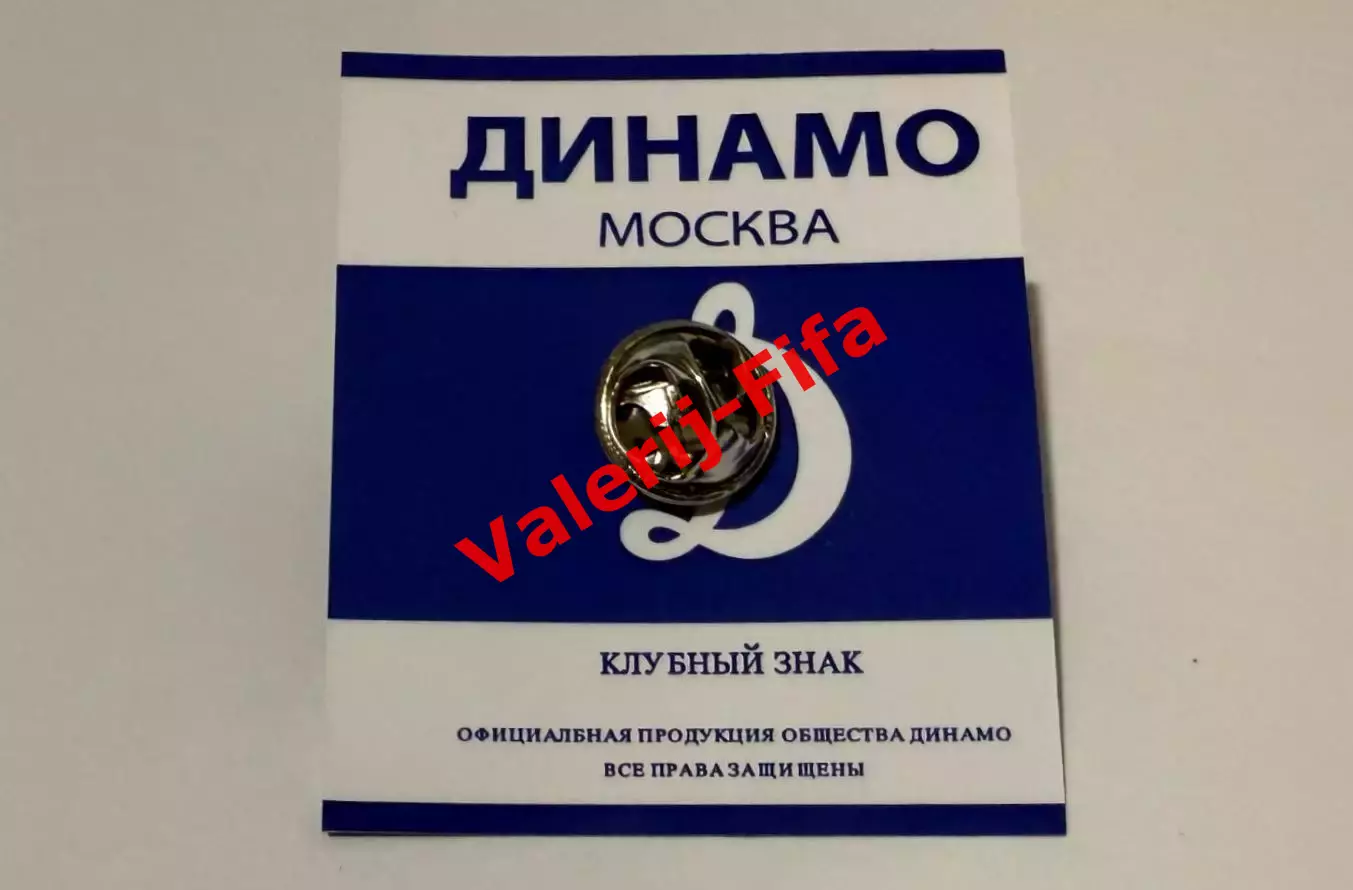 ДИНАМО
МОСКВА
Valerij-Fifa
КЛУБНЫЙ ЗНАК
ОФИЦИАЛБНАЯ ПРОДУКЦИЯ ОБЩЕСТВА ДИНАМО
ВСЕ ПРАВА ЗАЩИЩЕНЫ